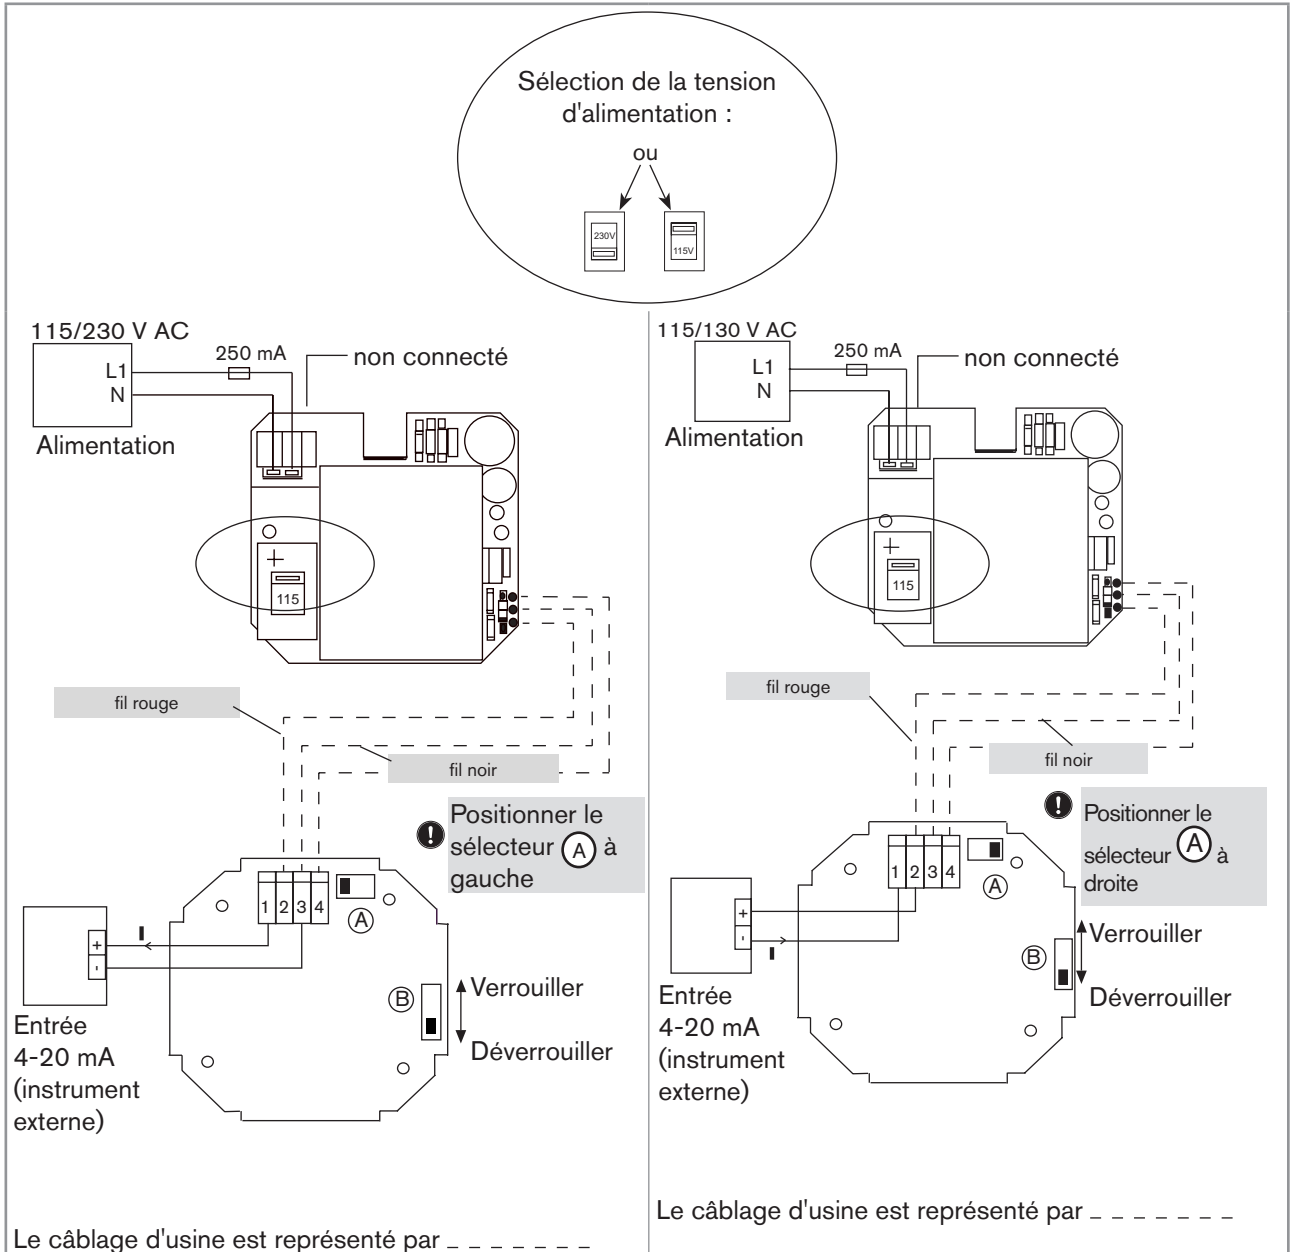 Sélection de la tension
d'alimentation :
ou
230V
115V
115/230 V AC
L1
N
250 mA
non connecté
Alimentation
115
fil rouge
fil noir
Positionner le
sélecteur A à
gauche
1 2 3 4
A
I
+
-
B
Verrouiller
Déverrouiller
Entrée
4-20 mA
(instrument
externe)
Le câblage d'usine est représenté par _ _ _ _ _ _ _ _
115/130 V AC
L1
N
250 mA
non connecté
Alimentation
115
fil rouge
fil noir
Positionner le
sélecteur A à
droite
1 2 3 4
A
+
-
I
B
Verrouiller
Déverrouiller
Entrée
4-20 mA
(instrument
externe)
Le câblage d'usine est représenté par _ _ _ _ _ _ _ _